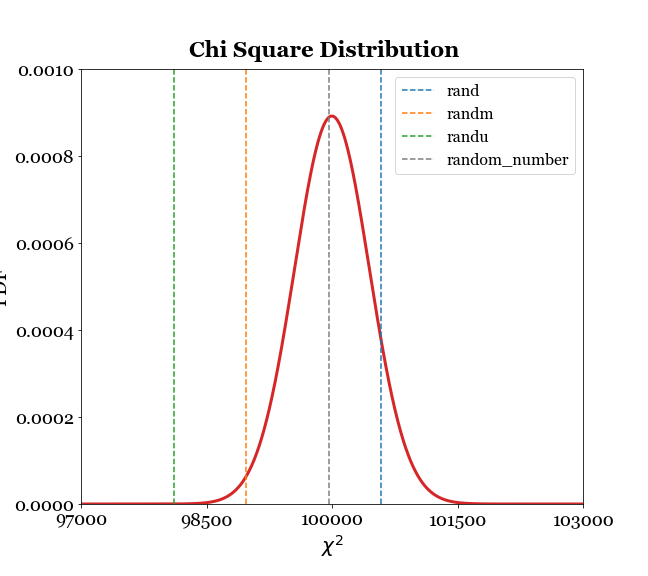 Chi Square Distribution
0.0010
0.0008
0.0006
0.0004
0.0002
0.0000
97000 98500 100000 101500 103000
χ²
rand
randm
randu
random_number